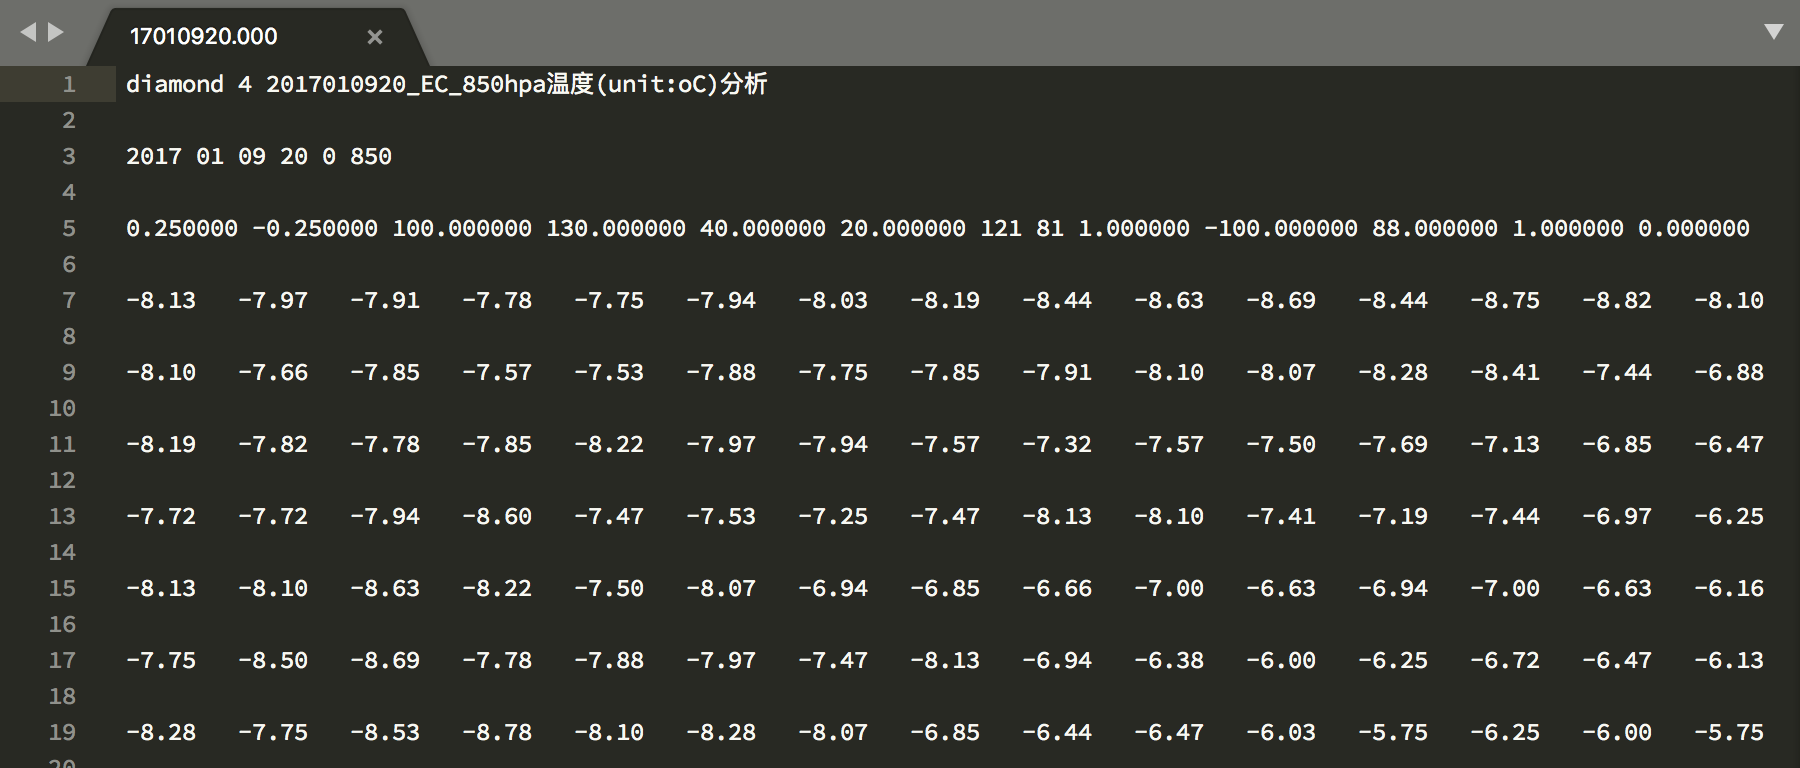 17010920.000 ×
1 diamond 4 2017010920_EC_850hpa温度(unit:oC)分析
2
3 2017 01 09 20 0 850
4
5 0.250000 -0.250000 100.000000 130.000000 40.000000 20.000000 121 81 1.000000 -100.000000 88.000000 1.000000 0.000000
6
7 -8.13 -7.97 -7.91 -7.78 -7.75 -7.94 -8.03 -8.19 -8.44 -8.63 -8.69 -8.44 -8.75 -8.82 -8.10
8
9 -8.10 -7.66 -7.85 -7.57 -7.53 -7.88 -7.75 -7.85 -7.91 -8.10 -8.07 -8.28 -8.41 -7.44 -6.88
10
11 -8.19 -7.82 -7.78 -7.85 -8.22 -7.97 -7.94 -7.57 -7.32 -7.57 -7.50 -7.69 -7.13 -6.85 -6.47
12
13 -7.72 -7.72 -7.94 -8.60 -7.47 -7.53 -7.25 -7.47 -8.13 -8.10 -7.41 -7.19 -7.44 -6.97 -6.25
14
15 -8.13 -8.10 -8.63 -8.22 -7.50 -8.07 -6.94 -6.85 -6.66 -7.00 -6.63 -6.94 -7.00 -6.63 -6.16
16
17 -7.75 -8.50 -8.69 -7.78 -7.88 -7.97 -7.47 -8.13 -6.94 -6.38 -6.00 -6.25 -6.72 -6.47 -6.13
18
19 -8.28 -7.75 -8.53 -8.78 -8.10 -8.28 -8.07 -6.85 -6.44 -6.47 -6.03 -5.75 -6.25 -6.00 -5.75
20